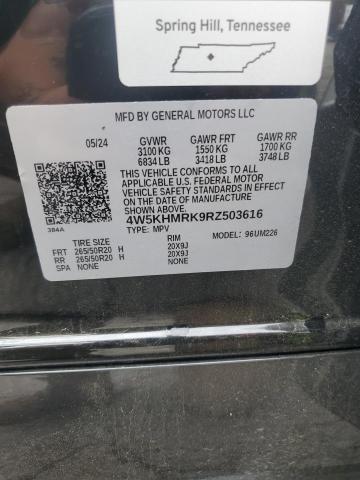 Spring Hill, Tennessee
MFD BY GENERAL MOTORS LLC
05/24 GVWR GAWR FRT GAWR RR
3100 KG 1550 KG 1700 KG
6834 LB 3418 LB 3748 LB
THIS VEHICLE CONFORMS TO ALL
APPLICABLE U.S. FEDERAL MOTOR
VEHICLE SAFETY STANDARDS IN EFFECT
ON THE DATE OF MANUFACTURE
SHOWN ABOVE.
4W5KHMRK9RZ503616
384A TYPE: MPV MODEL: 96UM226
TIRE SIZE RIM
FRT 265/50R20 H 20X9J
RR 265/50R20 H 20X9J
SPA NONE NONE